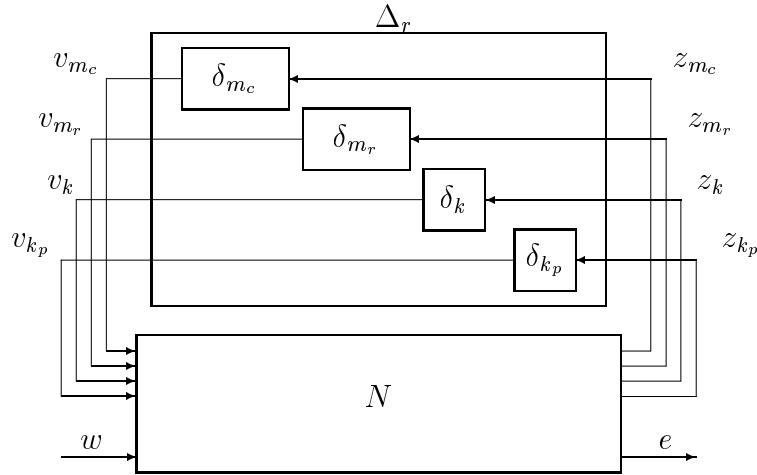 Δ_r
v_{m_c} δ_{m_c} z_{m_c}
v_{m_r} δ_{m_r} z_{m_r}
v_k δ_k z_k
v_{k_p} δ_{k_p} z_{k_p}
N
w e